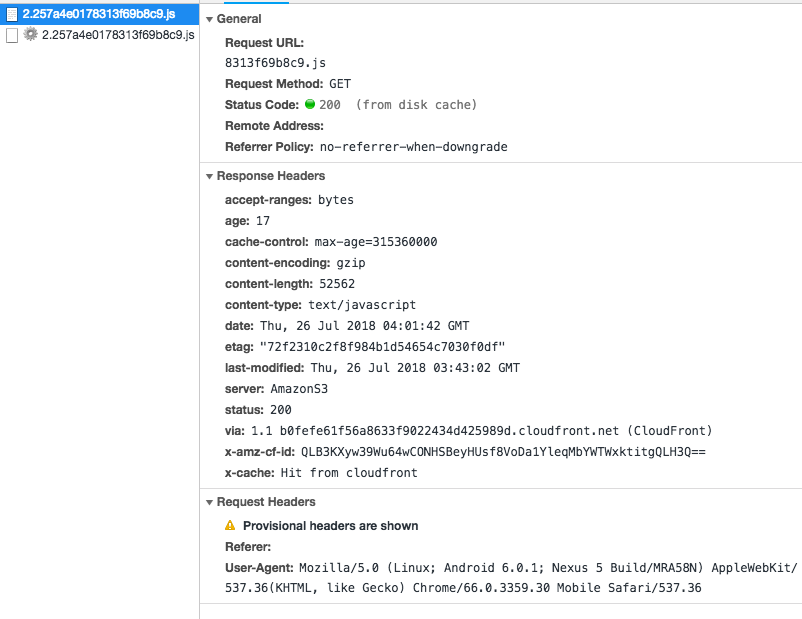 2.257a4e0178313f69b8c9.js
2.257a4e0178313f69b8c9.js
General
Request URL:
8313f69b8c9.js
Request Method: GET
Status Code: 200 (from disk cache)
Remote Address:
Referrer Policy: no-referrer-when-downgrade
Response Headers
accept-ranges: bytes
age: 17
cache-control: max-age=315360000
content-encoding: gzip
content-length: 52562
content-type: text/javascript
date: Thu, 26 Jul 2018 04:01:42 GMT
etag: "72f2310c2f8f984b1d54654c7030f0df"
last-modified: Thu, 26 Jul 2018 03:43:02 GMT
server: AmazonS3
status: 200
via: 1.1 b0fefe61f56a8633f9022434d425989d.cloudfront.net (CloudFront)
x-amz-cf-id: QLB3KXyw39Wu64wCONHSBeyHUsf8VoDa1YleqMbYWTWxktitgQLH3Q==
x-cache: Hit from cloudfront
Request Headers
Provisional headers are shown
Referer:
User-Agent: Mozilla/5.0 (Linux; Android 6.0.1; Nexus 5 Build/MRA58N) AppleWebKit/
537.36(KHTML, like Gecko) Chrome/66.0.3359.30 Mobile Safari/537.36